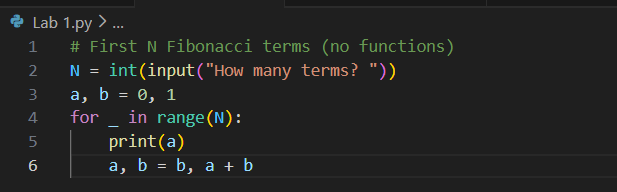 Lab 1.py > ...
1 # First N Fibonacci terms (no functions)
2 N = int(input("How many terms? "))
3 a, b = 0, 1
4 for _ in range(N):
5     print(a)
6     a, b = b, a + b